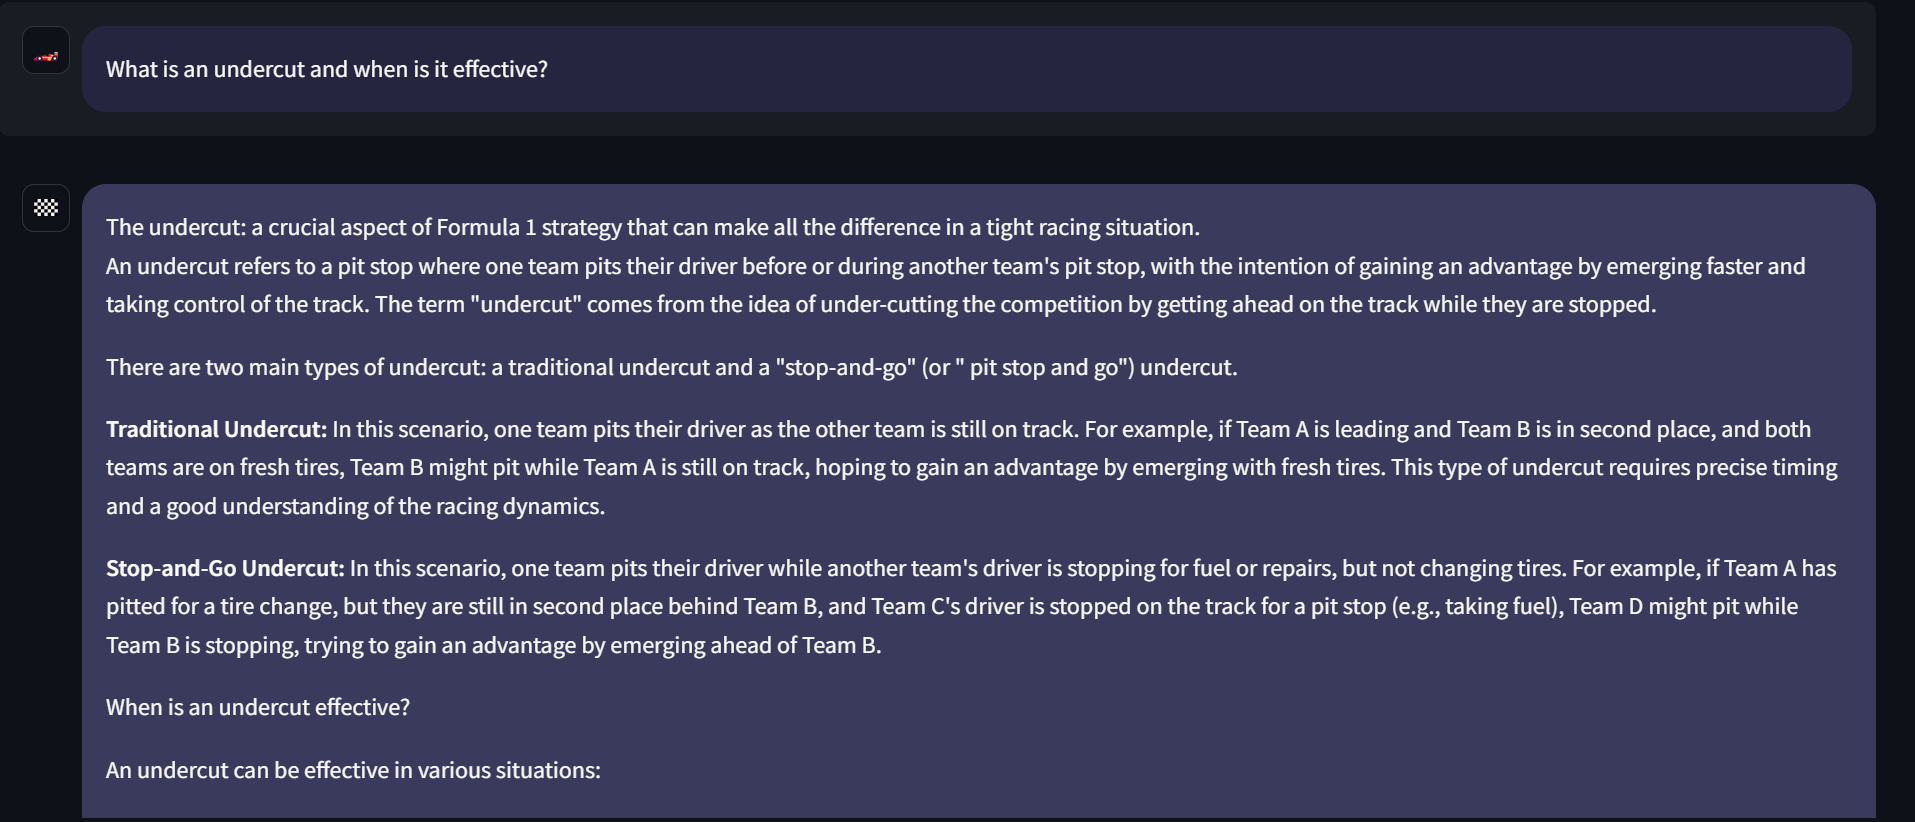 What is an undercut and when is it effective?
The undercut: a crucial aspect of Formula 1 strategy that can make all the difference in a tight racing situation.
An undercut refers to a pit stop where one team pits their driver before or during another team's pit stop, with the intention of gaining an advantage by emerging faster and
taking control of the track. The term "undercut" comes from the idea of under-cutting the competition by getting ahead on the track while they are stopped.
There are two main types of undercut: a traditional undercut and a "stop-and-go" (or " pit stop and go") undercut.
Traditional Undercut: In this scenario, one team pits their driver as the other team is still on track. For example, if Team A is leading and Team B is in second place, and both
teams are on fresh tires, Team B might pit while Team A is still on track, hoping to gain an advantage by emerging with fresh tires. This type of undercut requires precise timing
and a good understanding of the racing dynamics.
Stop-and-Go Undercut: In this scenario, one team pits their driver while another team's driver is stopping for fuel or repairs, but not changing tires. For example, if Team A has
pitted for a tire change, but they are still in second place behind Team B, and Team C's driver is stopped on the track for a pit stop (e.g., taking fuel), Team D might pit while
Team B is stopping, trying to gain an advantage by emerging ahead of Team B.
When is an undercut effective?
An undercut can be effective in various situations: